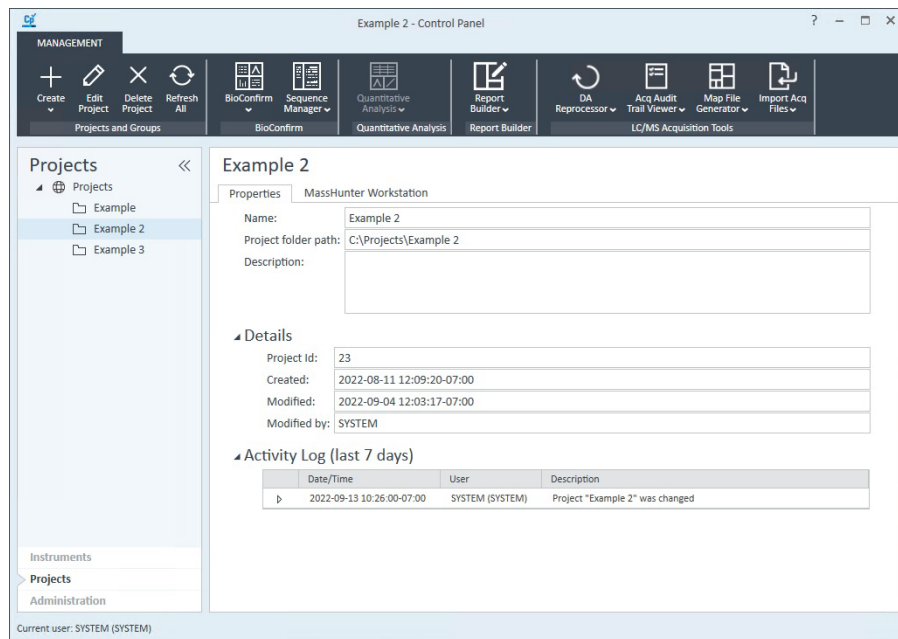 Cp
Example 2 - Control Panel
?
MANAGEMENT
Create
Edit Project
Delete Project
Refresh All
BioConfirm
Sequence Manager
Quantitative Analysis
Report Builder
DA Reprocessor
Acq Audit Trail Viewer
Map File Generator
Import Acq Files
Projects and Groups
BioConfirm
Quantitative Analysis
Report Builder
LC/MS Acquisition Tools
Projects
Projects
Example
Example 2
Example 3
Instruments
Projects
Administration
Example 2
Properties MassHunter Workstation
Name: Example 2
Project folder path: C:\Projects\Example 2
Description:
Details
Project Id: 23
Created: 2022-08-11 12:09:20-07:00
Modified: 2022-09-04 12:03:17-07:00
Modified by: SYSTEM
Activity Log (last 7 days)
Date/Time User Description
2022-09-13 10:26:00-07:00 SYSTEM (SYSTEM) Project "Example 2" was changed
Current user: SYSTEM (SYSTEM)